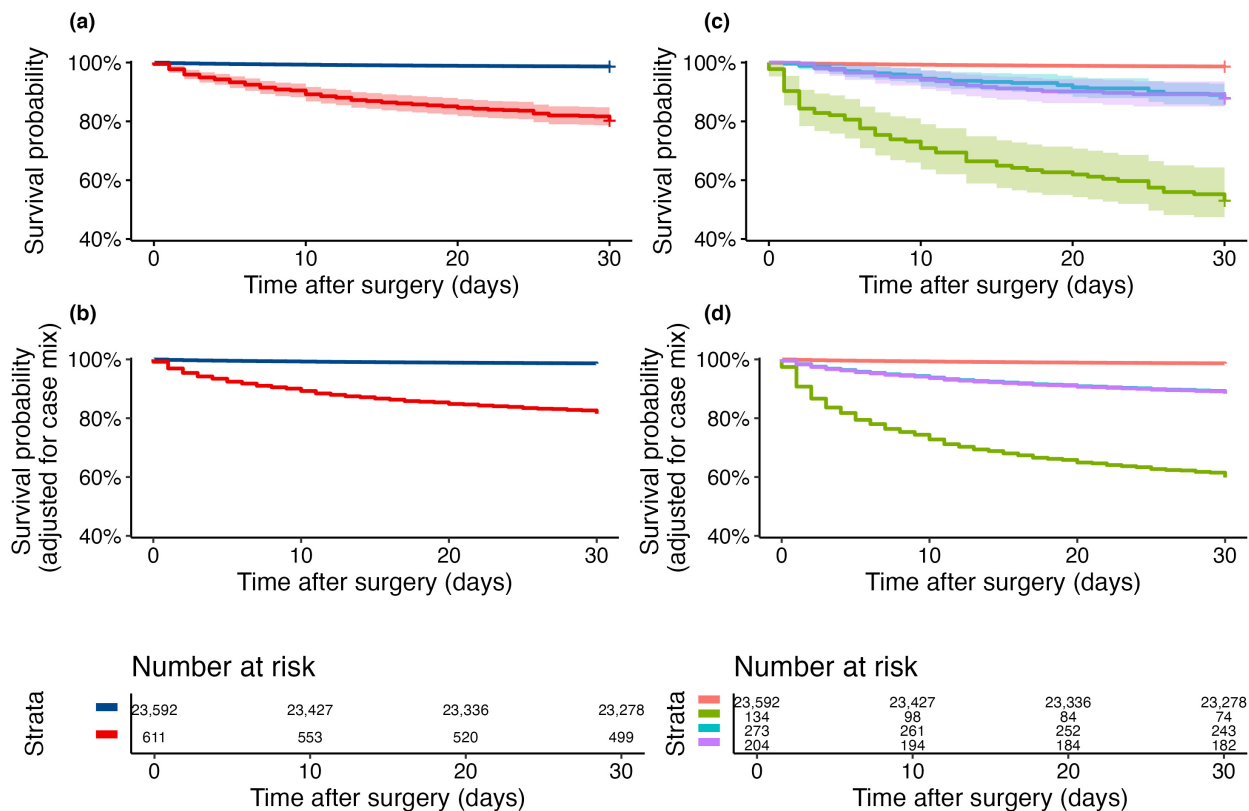 (a)
Survival probability
100%
80%
60%
40%
0 10 20 30
Time after surgery (days)
(c)
Survival probability
100%
80%
60%
40%
0 10 20 30
Time after surgery (days)
(b)
Survival probability
(adjusted for case mix)
100%
80%
60%
40%
0 10 20 30
Time after surgery (days)
(d)
Survival probability
(adjusted for case mix)
100%
80%
60%
40%
0 10 20 30
Time after surgery (days)
Number at risk
Strata
23,592 23,427 23,336 23,278
611 553 520 499
0 10 20 30
Time after surgery (days)
Number at risk
Strata
23,592 23,427 23,336 23,278
134 98 84 74
273 261 252 243
204 194 184 182
0 10 20 30
Time after surgery (days)